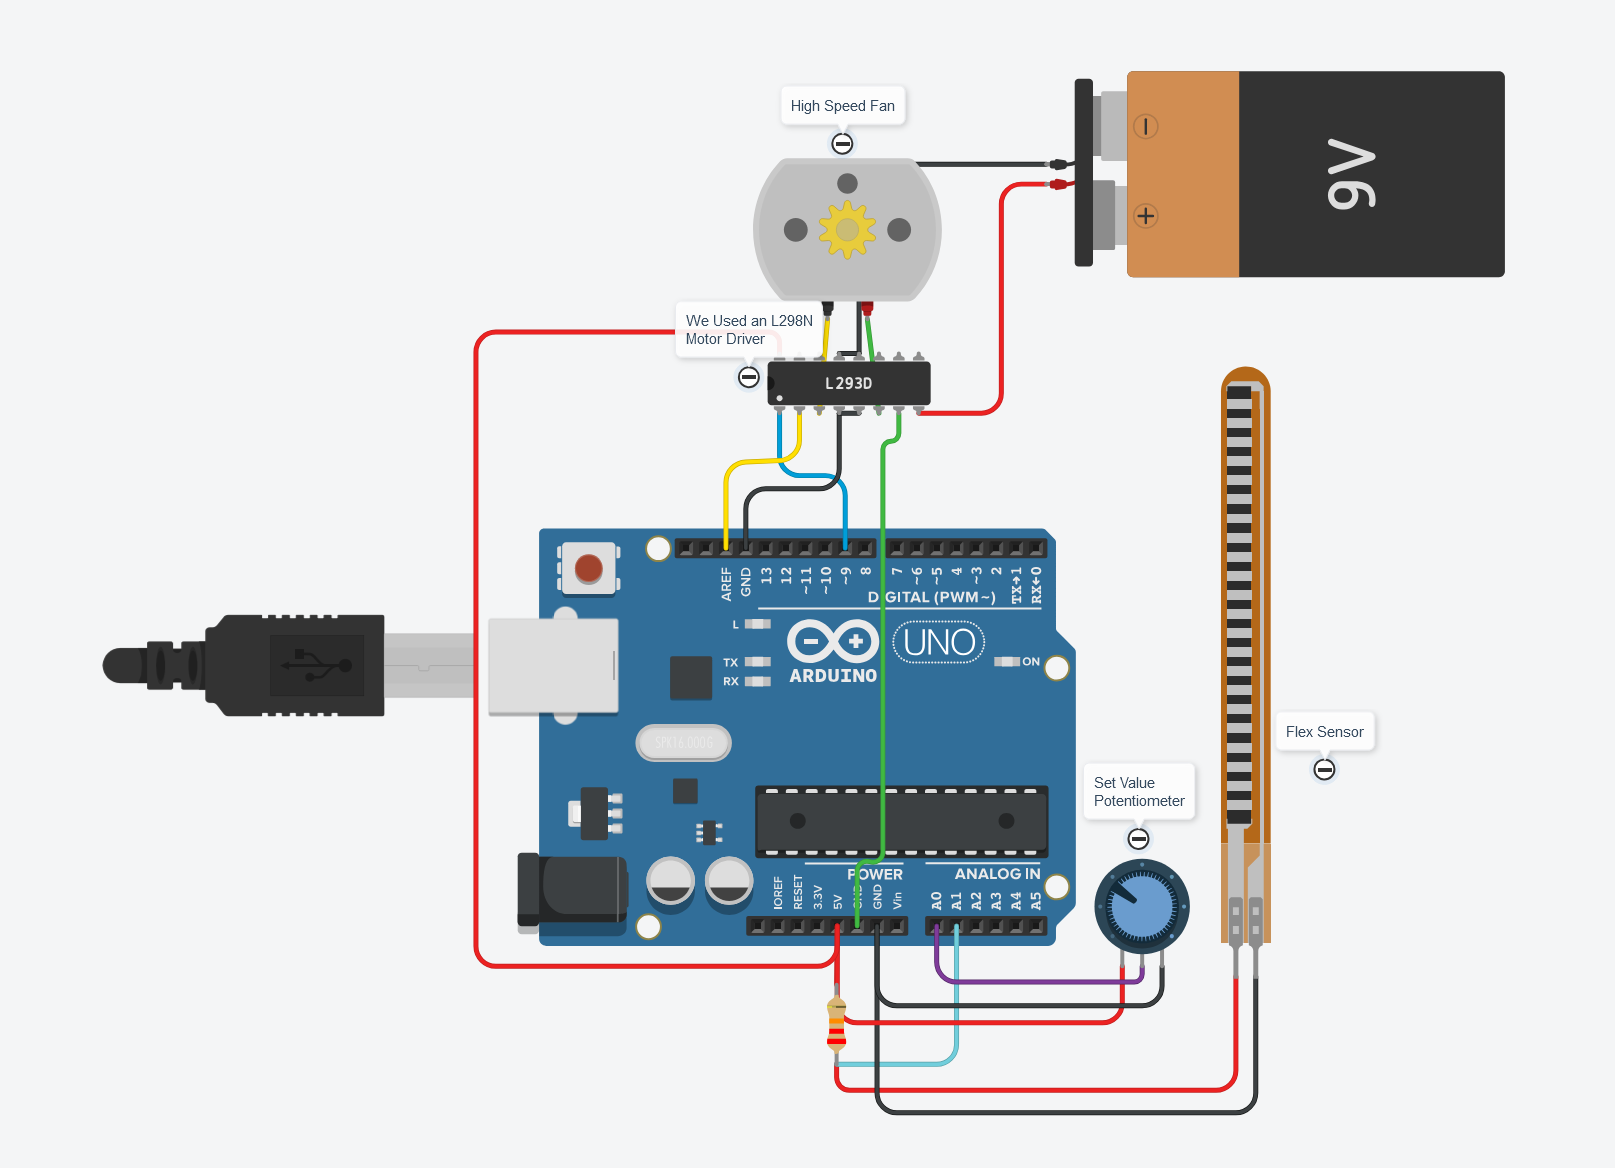 High Speed Fan
9V
We Used an L298N
Motor Driver
L293D
AREF
GND
13
12
~11
~10
~9
8
7
~6
~5
4
~3
2
TX→1
RX←0
DIGITAL (PWM~)
L
TX
RX
ARDUINO
UNO
ON
SPK16.000G
Flex Sensor
Set Value
Potentiometer
POWER
ANALOG IN
IOREF
RESET
3.3V
5V
GND
GND
Vin
A0
A1
A2
A3
A4
A5